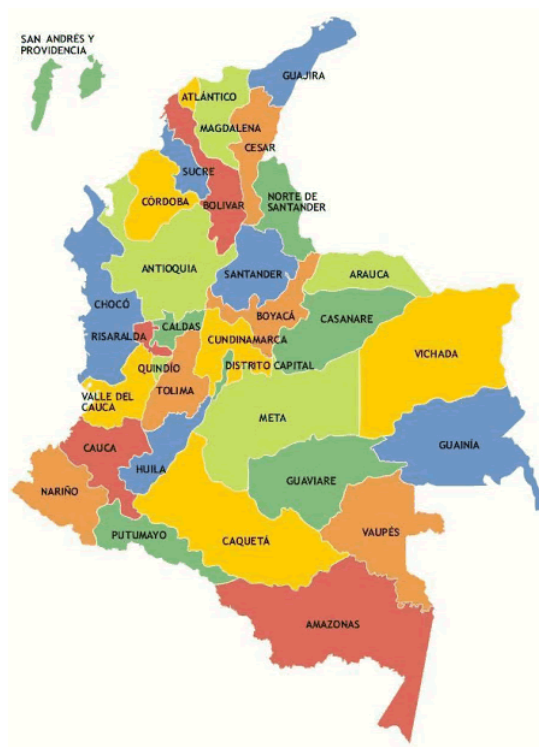 SAN ANDRÉS Y
PROVIDENCIA
GUAJIRA
ATLÁNTICO
MAGDALENA
CESAR
SUCRE
NORTE DE
SANTANDER
CÓRDOBA
BOLIVAR
ANTIOQUIA
SANTANDER
ARAUCA
CHOCÓ
BOYACÁ
CASANARE
CALDAS
RISARALDA
CUNDINAMARCA
VICHADA
QUINDÍO
DISTRITO CAPITAL
TOLIMA
VALLE DEL
CAUCA
META
CAUCA
GUAINÍA
HUILA
GUAVIARE
NARIÑO
VAUPÉS
PUTUMAYO
CAQUETÁ
AMAZONAS